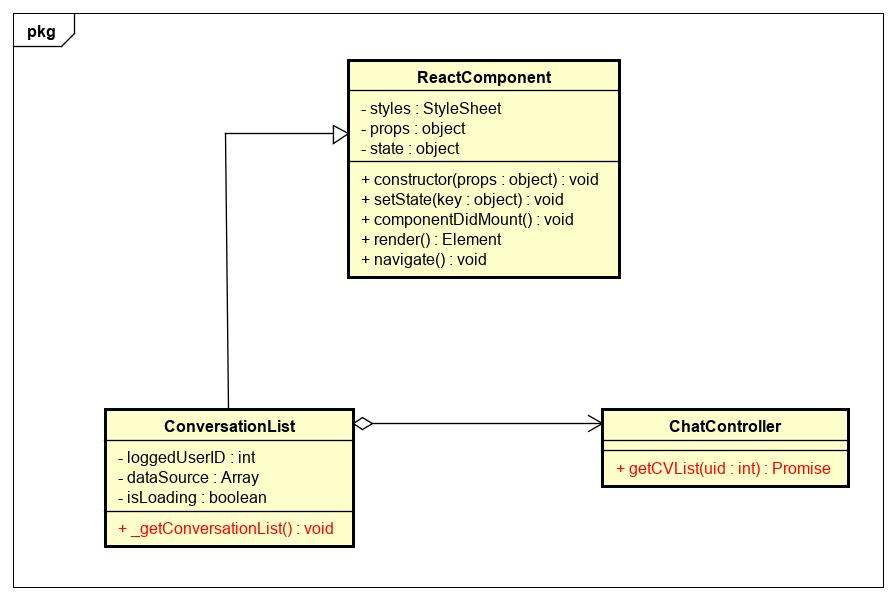 pkg
ReactComponent
- styles : StyleSheet
- props : object
- state : object
+ constructor(props : object) : void
+ setState(key : object) : void
+ componentDidMount() : void
+ render() : Element
+ navigate() : void
ConversationList
- loggedUserID : int
- dataSource : Array
- isLoading : boolean
+ _getConversationList() : void
ChatController
+ getCVList(uid : int) : Promise